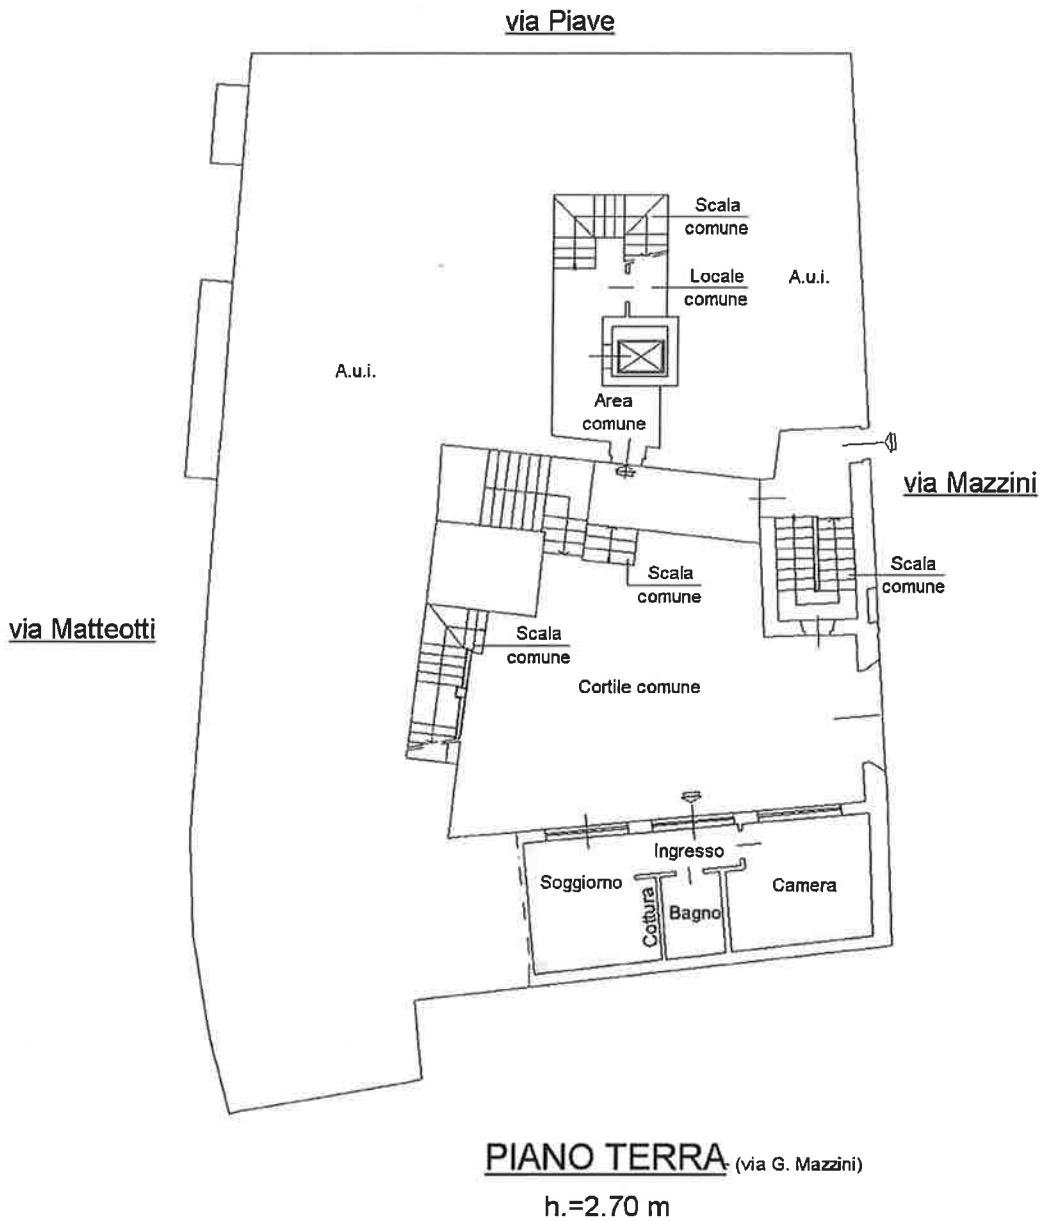 via Piave
Scala
comune
Locale
comune
A.u.i.
A.u.i.
Area
comune
via Mazzini
Scala
comune
Scala
comune
via Matteotti
Scala
comune
Cortile comune
Ingresso
Soggiorno
Camera
Cottura
Bagno
PIANO TERRA (via G. Mazzini)
h.=2.70 m